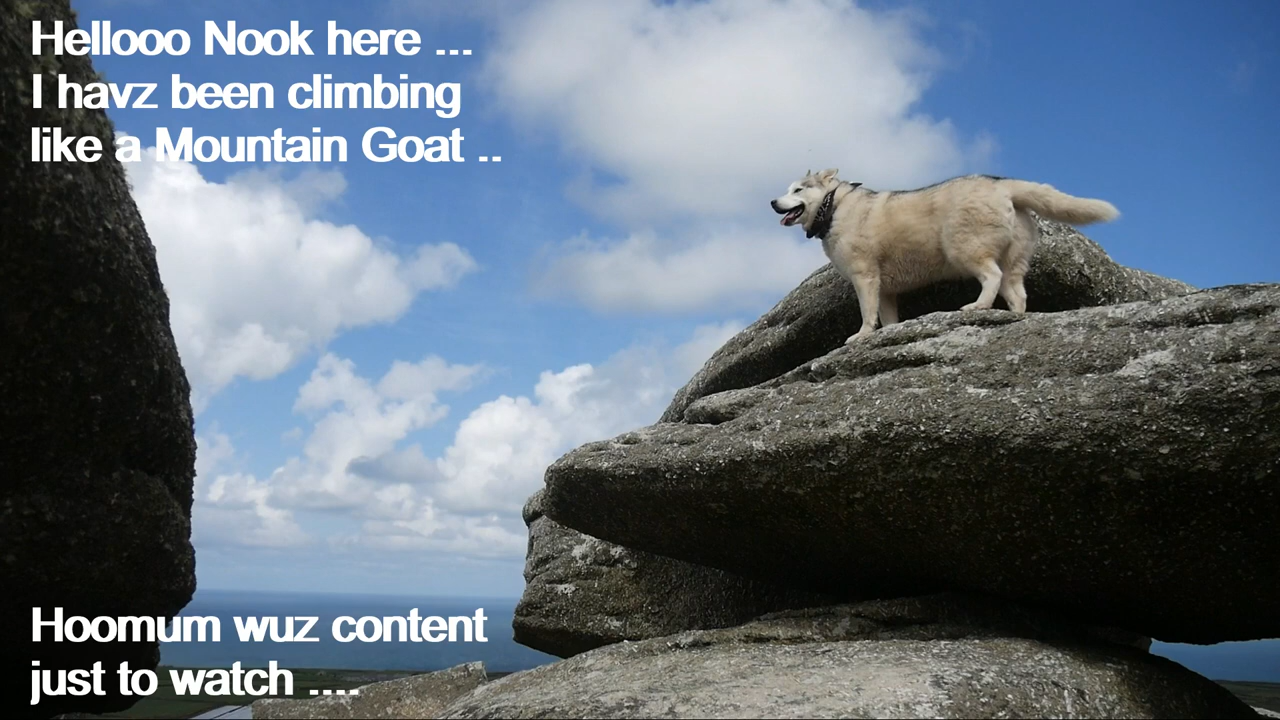 Hellooo Nook here ...
I havz been climbing
like a Mountain Goat ..
Hoomum wuz content
just to watch ....